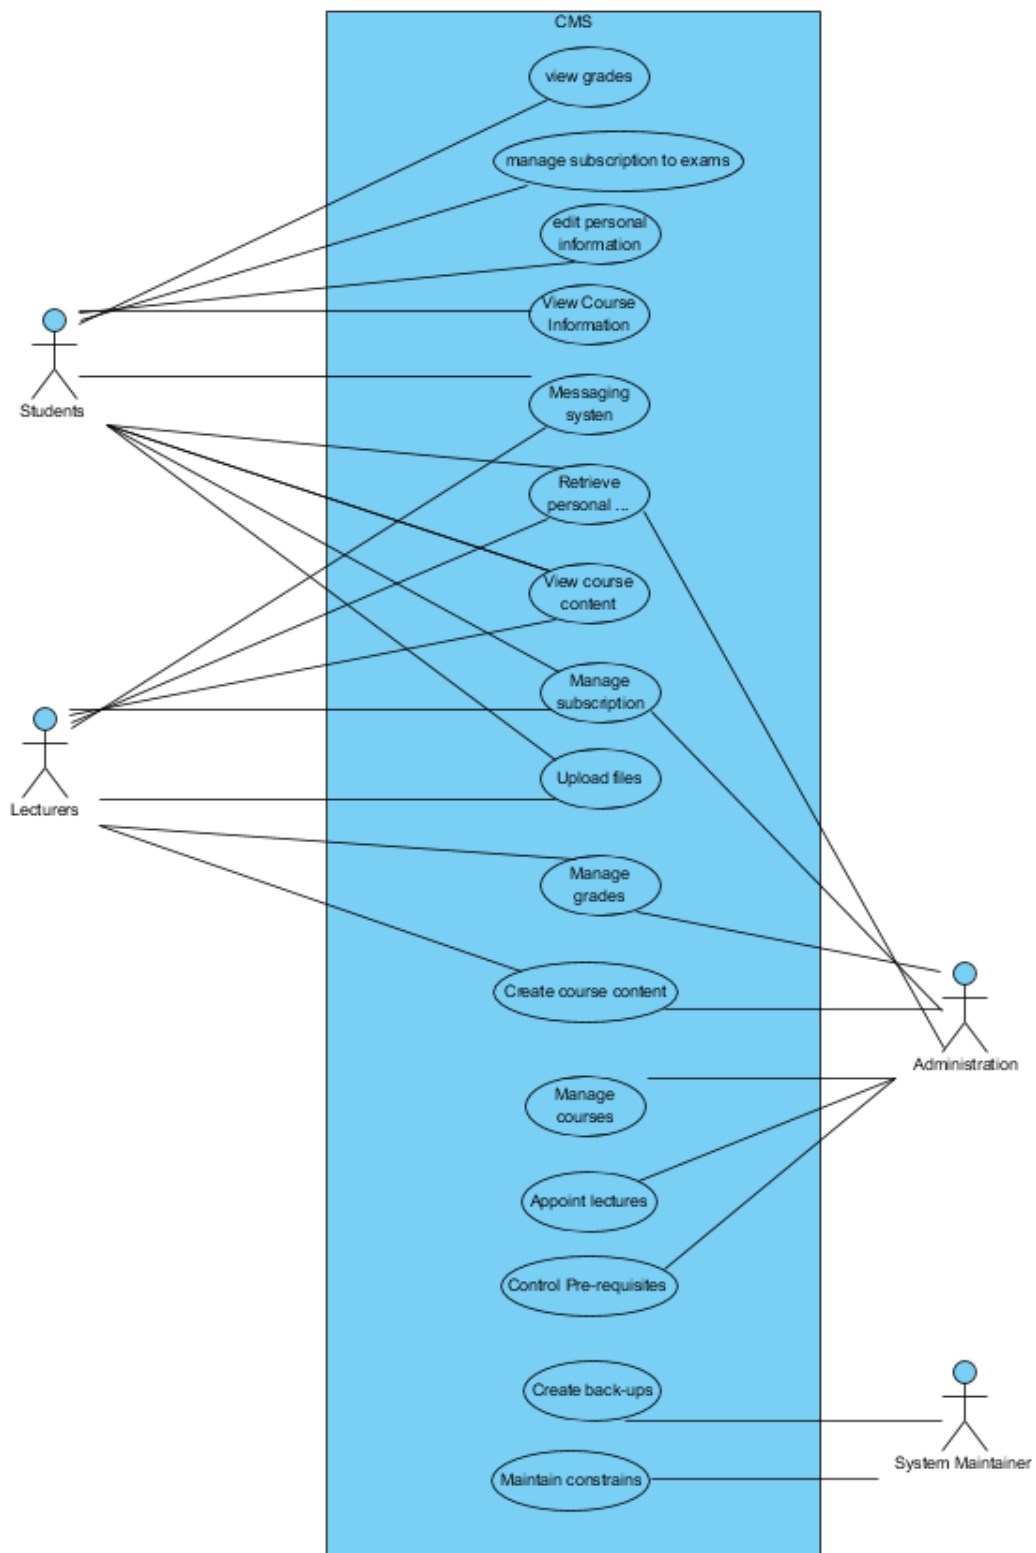 CMS
view grades
manage subscription to exams
edit personal
information
View Course
Information
Students
Messaging
systen
Retrieve
personal ...
View course
content
Manage
subscription
Lecturers
Upload files
Manage
grades
Create course content
Administration
Manage
courses
Appoint lectures
Control Pre-requisites
Create back-ups
System Maintainer
Maintain constrains